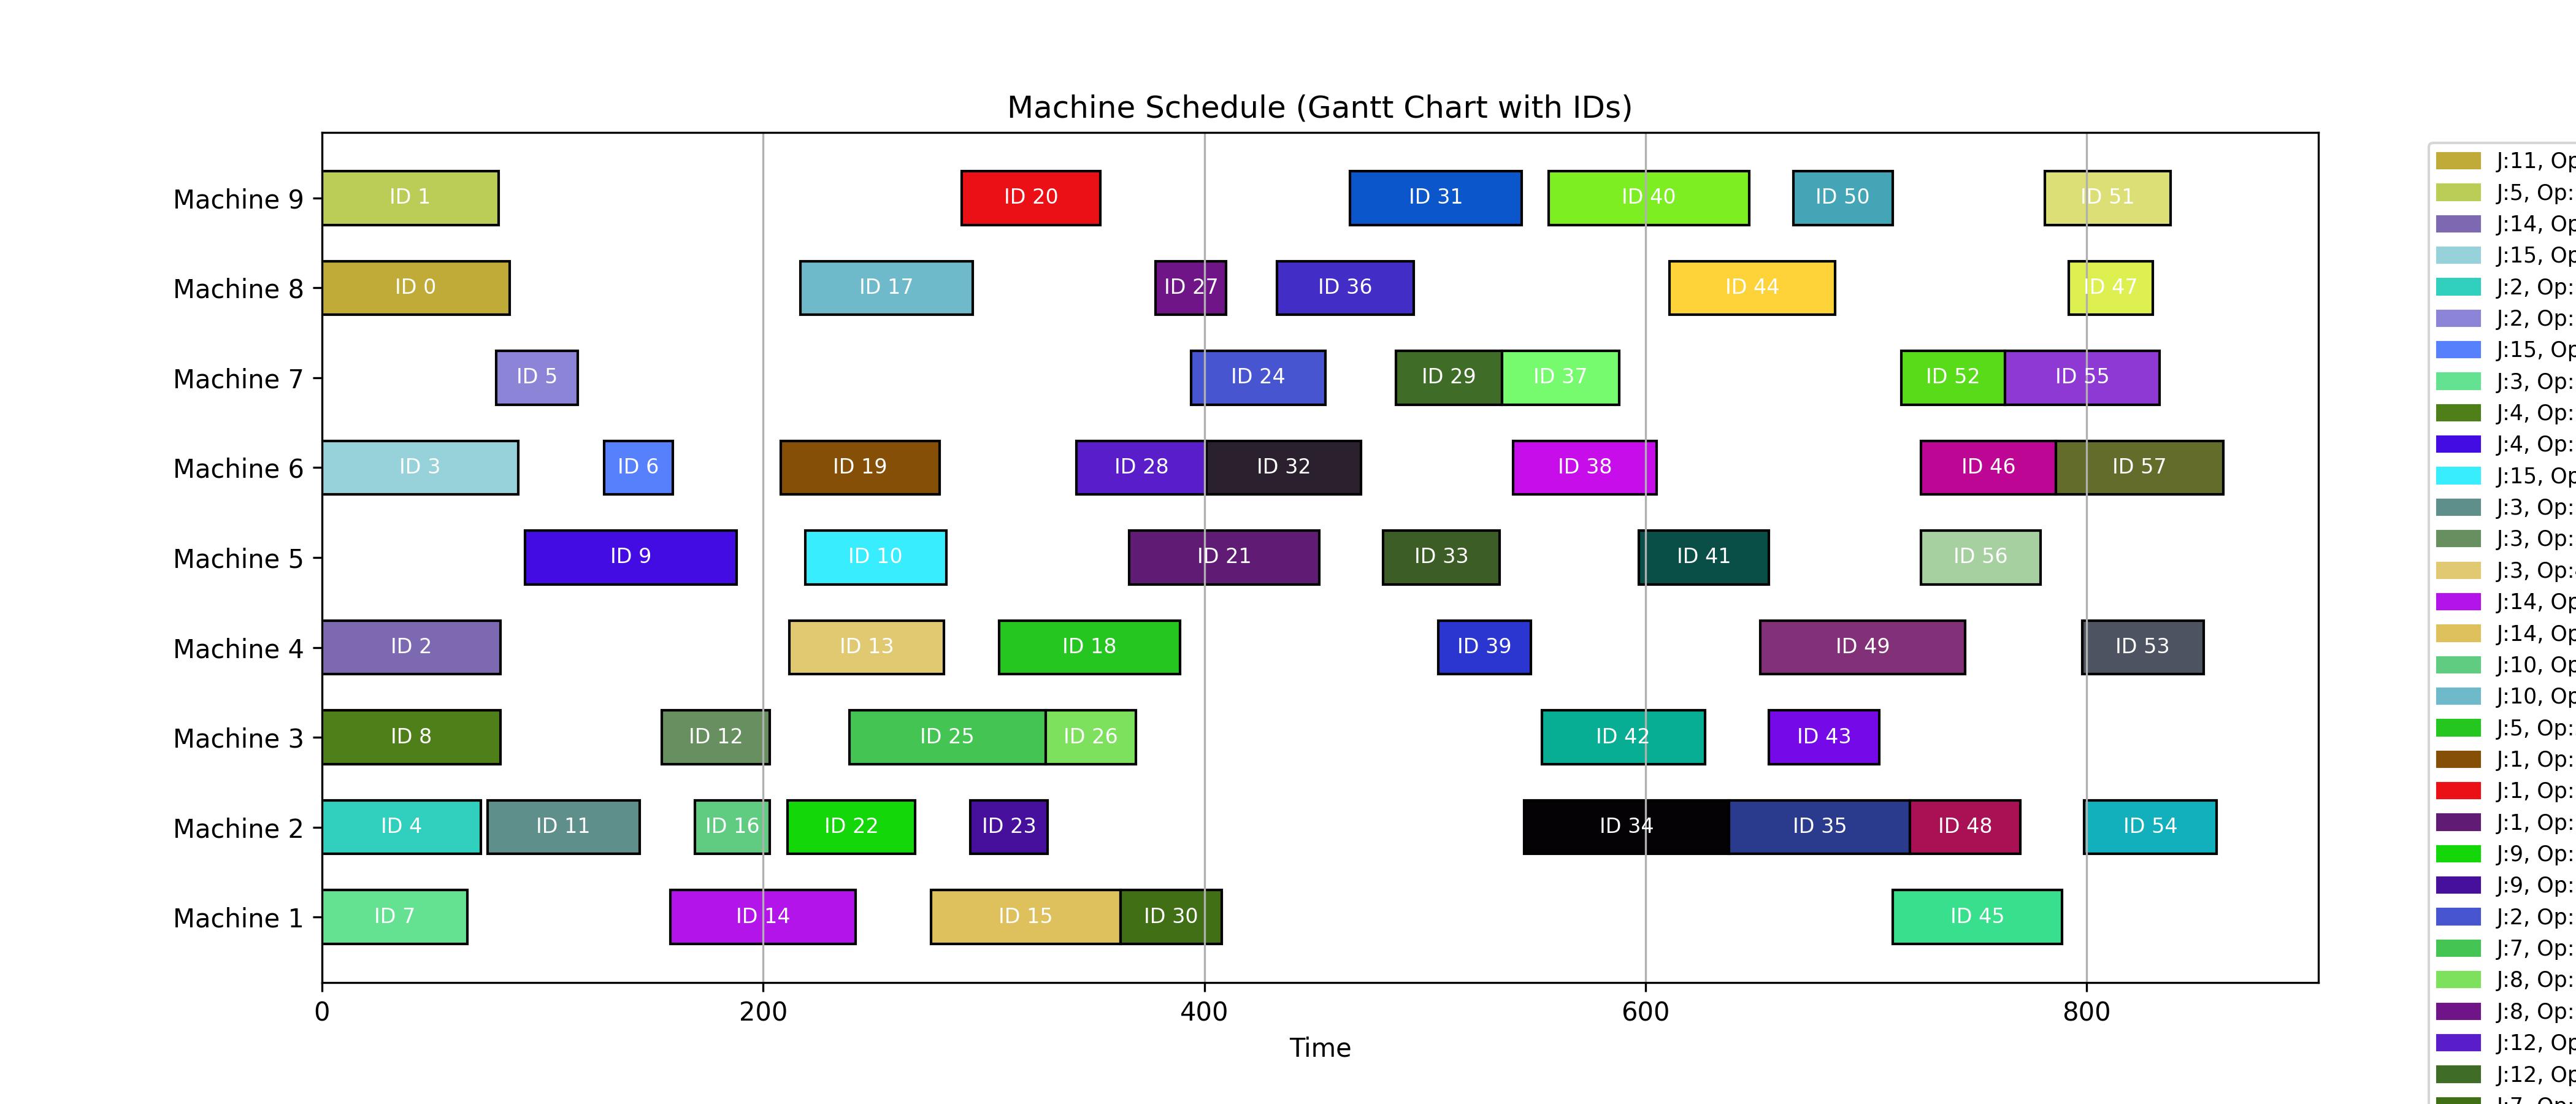 Machine Schedule (Gantt Chart with IDs)
Machine 9
ID 1
ID 20
ID 31
ID 40
ID 50
ID 51
Machine 8
ID 0
ID 17
ID 27
ID 36
ID 44
ID 47
Machine 7
ID 5
ID 24
ID 29
ID 37
ID 52
ID 55
Machine 6
ID 3
ID 6
ID 19
ID 28
ID 32
ID 38
ID 46
ID 57
Machine 5
ID 9
ID 10
ID 21
ID 33
ID 41
ID 56
Machine 4
ID 2
ID 13
ID 18
ID 39
ID 49
ID 53
Machine 3
ID 8
ID 12
ID 25
ID 26
ID 42
ID 43
Machine 2
ID 4
ID 11
ID 16
ID 22
ID 23
ID 34
ID 35
ID 48
ID 54
Machine 1
ID 7
ID 14
ID 15
ID 30
ID 45
0
200
400
600
800
Time
J:11, Op
J:5, Op:
J:14, Op
J:15, Op
J:2, Op:
J:2, Op:
J:15, Op
J:3, Op:
J:4, Op:
J:4, Op:
J:15, Op
J:3, Op:
J:3, Op:
J:3, Op:
J:14, Op
J:14, Op
J:10, Op
J:10, Op
J:5, Op:
J:1, Op:
J:1, Op:
J:1, Op:
J:9, Op:
J:9, Op:
J:2, Op:
J:7, Op:
J:8, Op:
J:8, Op:
J:12, Op
J:12, Op